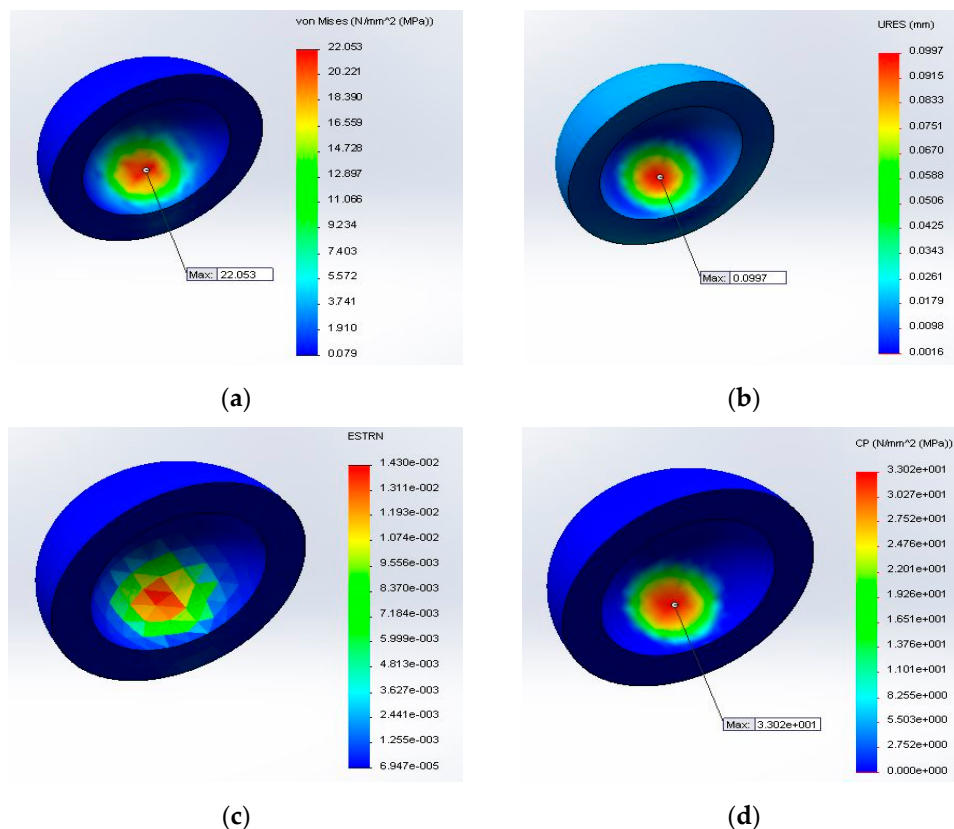 von Mises (N/mm^2 (MPa))
22.053
20.221
18.390
16.559
14.728
12.897
11.066
9.234
7.403
5.572
3.741
1.910
0.079
Max: 22.053
(a)
URES (mm)
0.0997
0.0915
0.0833
0.0751
0.0670
0.0588
0.0506
0.0425
0.0343
0.0261
0.0179
0.0098
0.0016
Max: 0.0997
(b)
ESTRN
1.430e-002
1.311e-002
1.193e-002
1.074e-002
9.556e-003
8.370e-003
7.184e-003
5.999e-003
4.813e-003
3.627e-003
2.441e-003
1.255e-003
6.947e-005
(c)
CP (N/mm^2 (MPa))
3.302e+001
3.027e+001
2.752e+001
2.476e+001
2.201e+001
1.926e+001
1.651e+001
1.376e+001
1.101e+001
8.255e+000
5.503e+000
2.752e+000
0.000e+000
Max: 3.302e+001
(d)